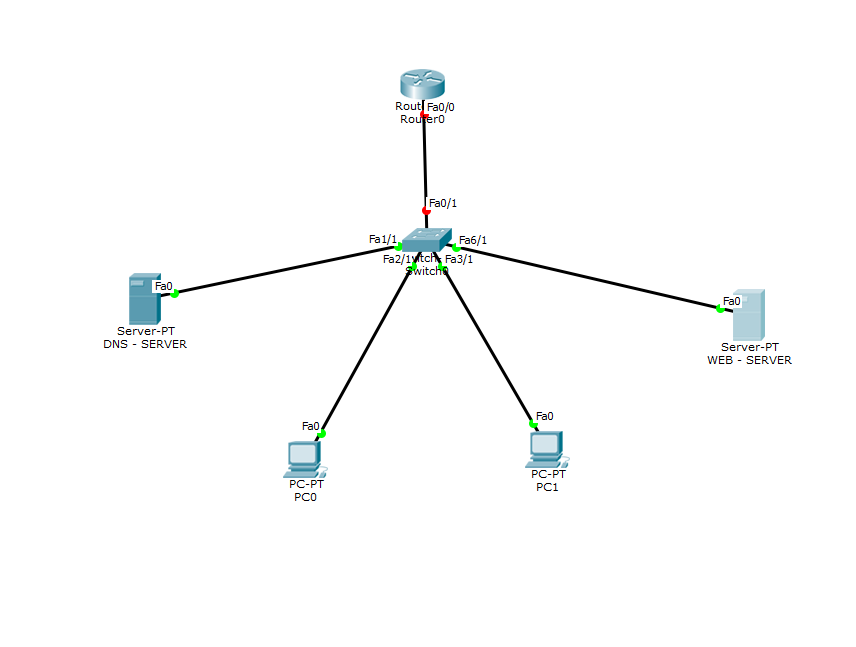 Rout
Fa0/0
Router0
Fa0/1
Fa1/1
Fa6/1
Fa2/1
Fa3/1
Switch0
Fa0
Server-PT
DNS - SERVER
Fa0
Server-PT
WEB - SERVER
Fa0
PC-PT
PC0
Fa0
PC-PT
PC1